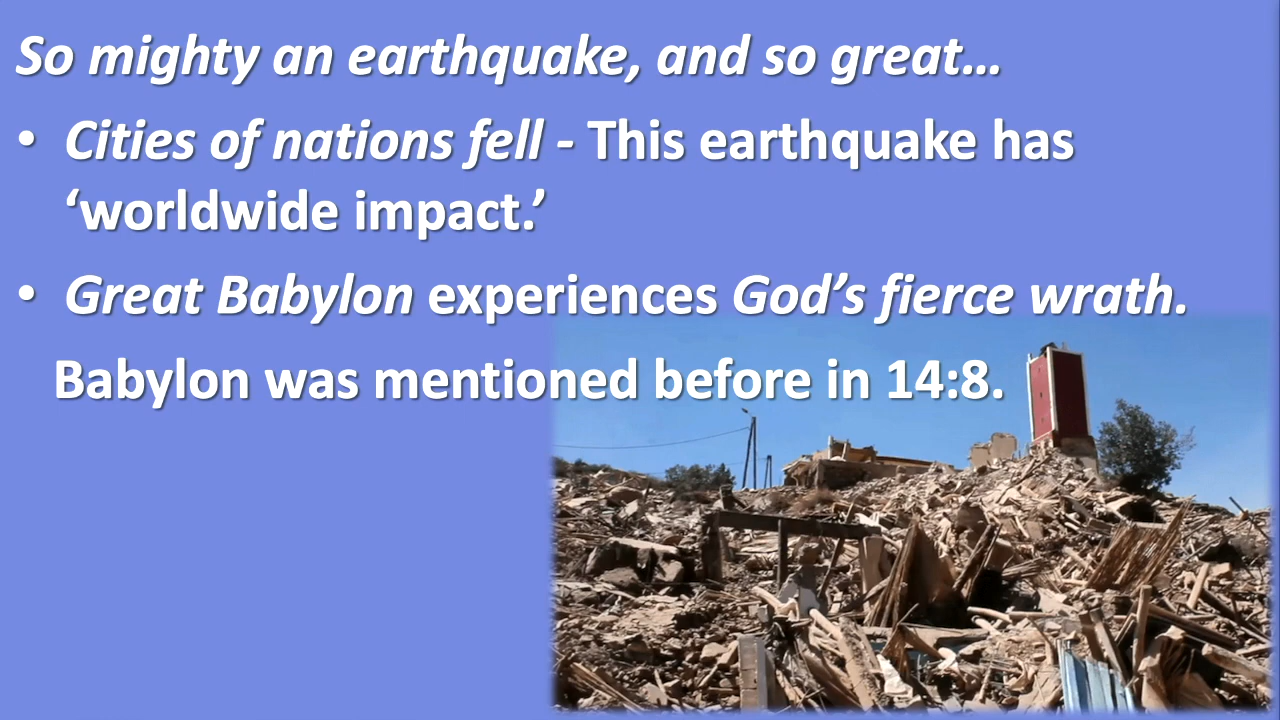 So mighty an earthquake, and so great…
• Cities of nations fell - This earthquake has
‘worldwide impact.’
• Great Babylon experiences God’s fierce wrath.
Babylon was mentioned before in 14:8.